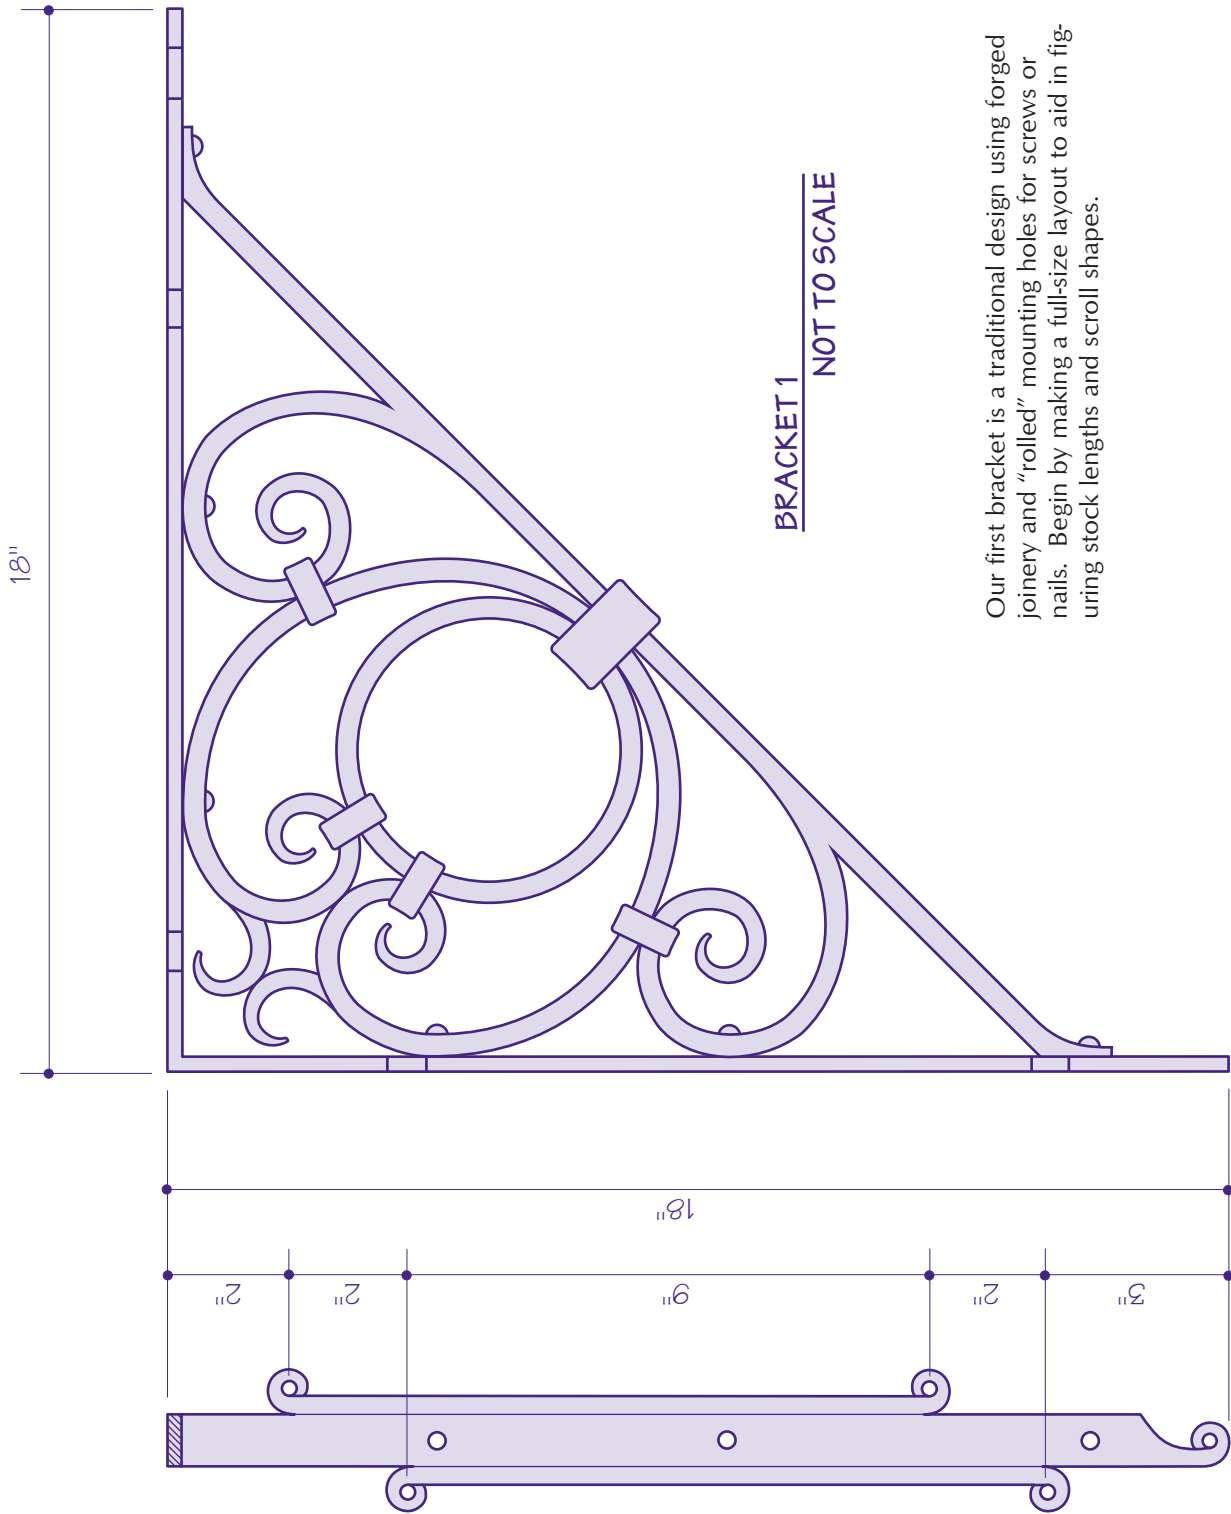 18"
BRACKET 1
NOT TO SCALE
Our first bracket is a traditional design using forged
joinery and “rolled” mounting holes for screws or
nails.  Begin by making a full-size layout to aid in fig-
uring stock lengths and scroll shapes.
18"
2"
2"
9"
2"
3"